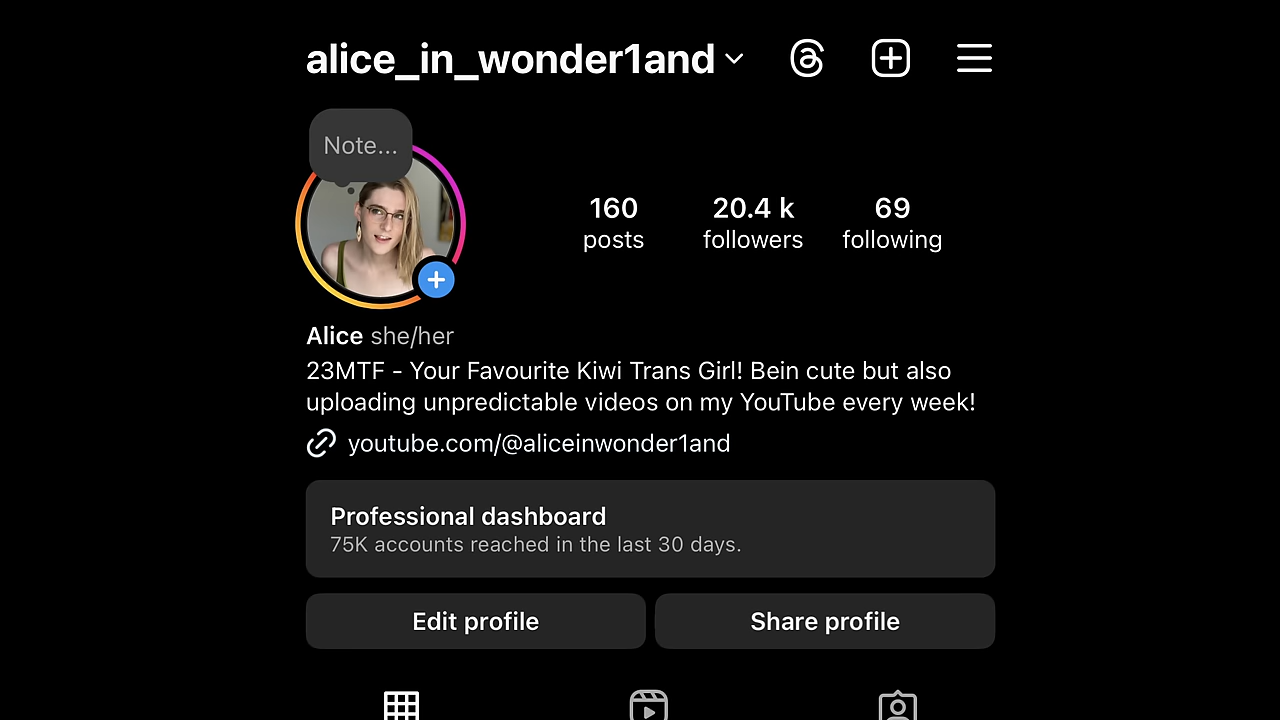 alice_in_wonder1and
Note...
160
posts
20.4 k
followers
69
following
Alice she/her
23MTF - Your Favourite Kiwi Trans Girl! Bein cute but also
uploading unpredictable videos on my YouTube every week!
youtube.com/@aliceinwonder1and
Professional dashboard
75K accounts reached in the last 30 days.
Edit profile
Share profile